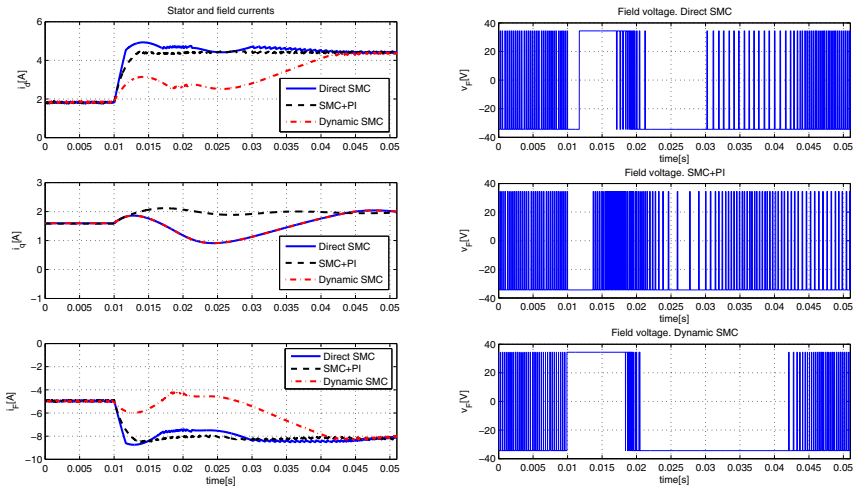 Stator and field currents
6
4
2
0
i_d[A]
Direct SMC
SMC+PI
Dynamic SMC
0 0.005 0.01 0.015 0.02 0.025 0.03 0.035 0.04 0.045 0.05
3
2
1
0
−1
i_q[A]
Direct SMC
SMC+PI
Dynamic SMC
0 0.005 0.01 0.015 0.02 0.025 0.03 0.035 0.04 0.045 0.05
0
−2
−4
−6
−8
−10
i_F[A]
Direct SMC
SMC+PI
Dynamic SMC
0 0.005 0.01 0.015 0.02 0.025 0.03 0.035 0.04 0.045 0.05
time[s]
Field voltage. Direct SMC
40
20
0
−20
−40
v_F[V]
0 0.005 0.01 0.015 0.02 0.025 0.03 0.035 0.04 0.045 0.05
time[s]
Field voltage. SMC+PI
40
20
0
−20
−40
v_F[V]
0 0.005 0.01 0.015 0.02 0.025 0.03 0.035 0.04 0.045 0.05
time[s]
Field voltage. Dynamic SMC
40
20
0
−20
−40
v_F[V]
0 0.005 0.01 0.015 0.02 0.025 0.03 0.035 0.04 0.045 0.05
time[s]